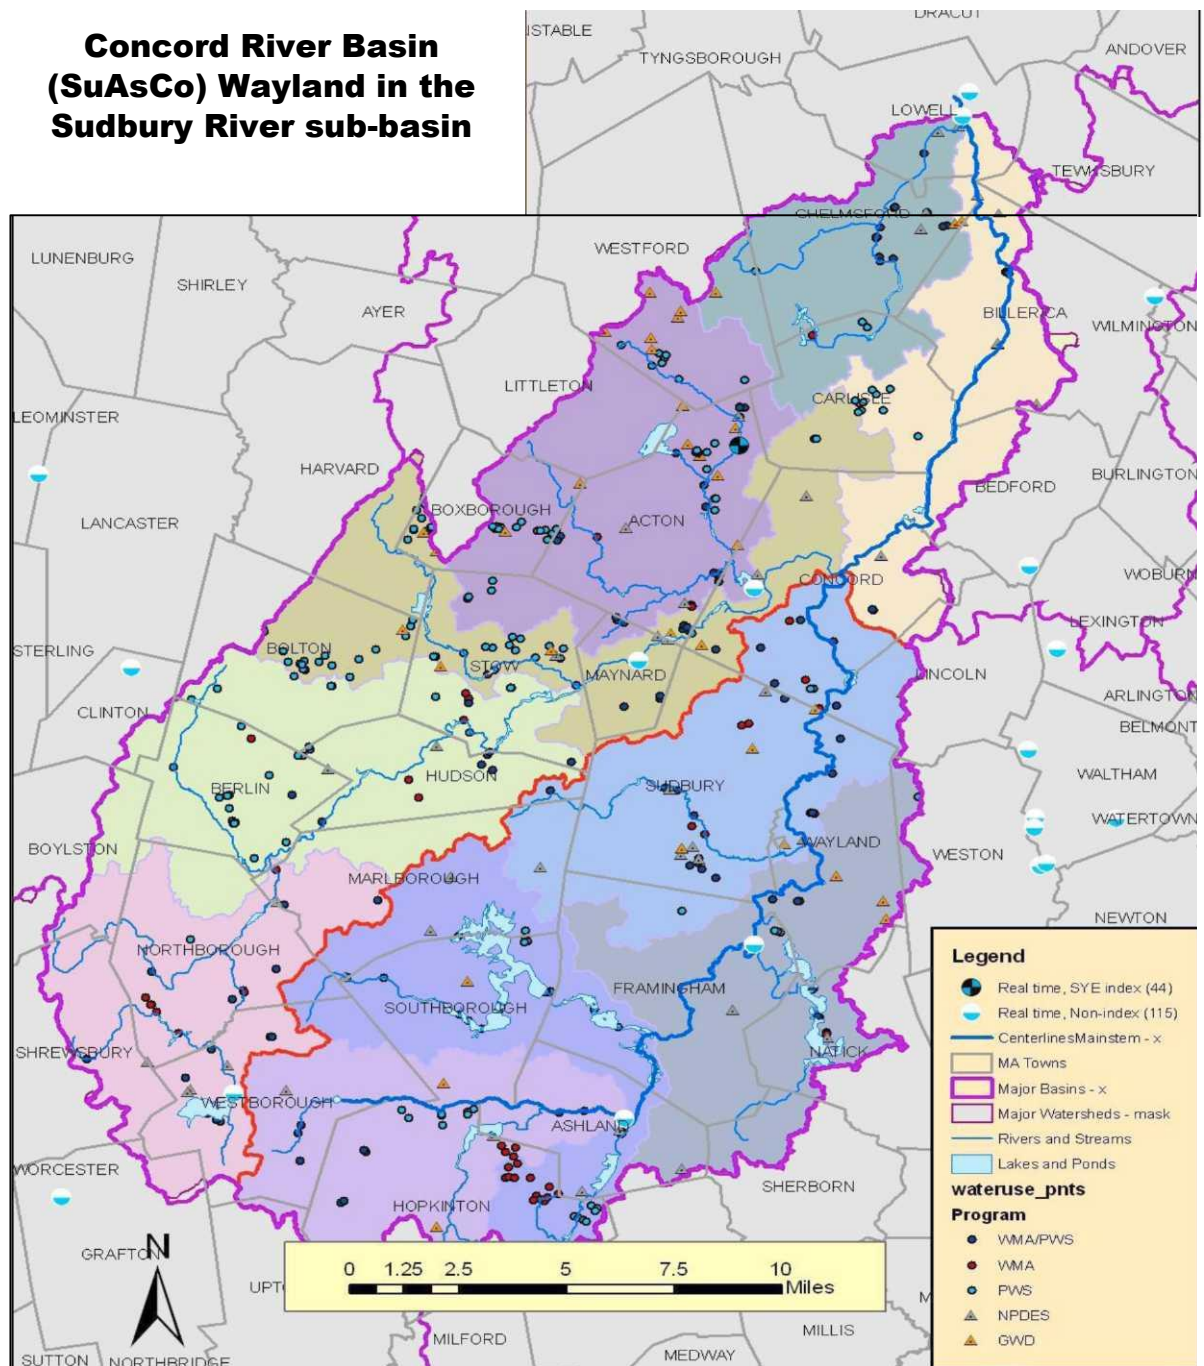 Concord River Basin
(SuAsCo) Wayland in the
Sudbury River sub-basin
DRACUT
STABLE
TYNGSBOROUGH
ANDOVER
LOWELL
TEWKSBURY
CHELMSFORD
WESTFORD
LUNENBURG
SHIRLEY
AYER
BILLERICA
WILMINGTON
LITTLETON
CARLISLE
LEOMINSTER
HARVARD
BURLINGTON
BEDFORD
LANCASTER
BOXBOROUGH
ACTON
CONCORD
WOBURN
LEXINGTON
STERLING
BOLTON
STOW
MAYNARD
LINCOLN
ARLINGTON
CLINTON
BELMONT
HUDSON
WALTHAM
BERLIN
SUDBURY
WATERTOWN
BOYLSTON
WAYLAND
WESTON
MARLBOROUGH
NEWTON
NORTHBOROUGH
FRAMINGHAM
SOUTHBOROUGH
SHREWSBURY
NATICK
WESTBOROUGH
ASHLAND
WORCESTER
SHERBORN
HOPKINTON
GRAFTON
N
UPT
MILFORD
MILLIS
M
MEDWAY
SUTTON
NORTHBRIDGE
0 1.25 2.5 5 7.5 10
Miles
Legend
Real time, SYE index (44)
Real time, Non-index (115)
CenterlinesMainstem - x
MA Towns
Major Basins - x
Major Watersheds - mask
Rivers and Streams
Lakes and Ponds
wateruse_pnts
Program
WMA/PWS
WMA
PWS
NPDES
GWD